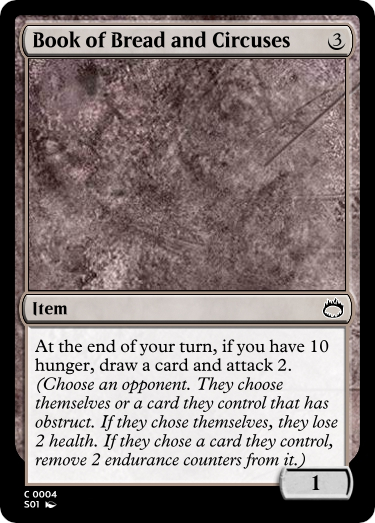 Book of Bread and Circuses 3
Item
At the end of your turn, if you have 10
hunger, draw a card and attack 2.
(Choose an opponent. They choose
themselves or a card they control that has
obstruct. If they chose themselves, they lose
2 health. If they chose a card they control,
remove 2 endurance counters from it.)
1
C 0004
S01